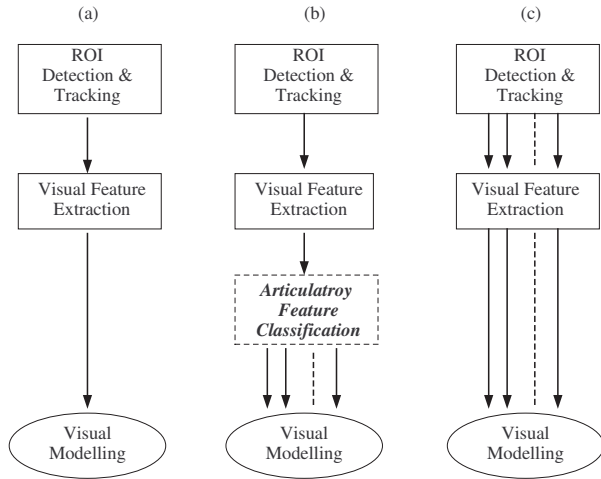 (a)
ROI
Detection &
Tracking
Visual Feature
Extraction
Visual
Modelling
(b)
ROI
Detection &
Tracking
Visual Feature
Extraction
Articulatroy
Feature
Classification
Visual
Modelling
(c)
ROI
Detection &
Tracking
Visual Feature
Extraction
Visual
Modelling